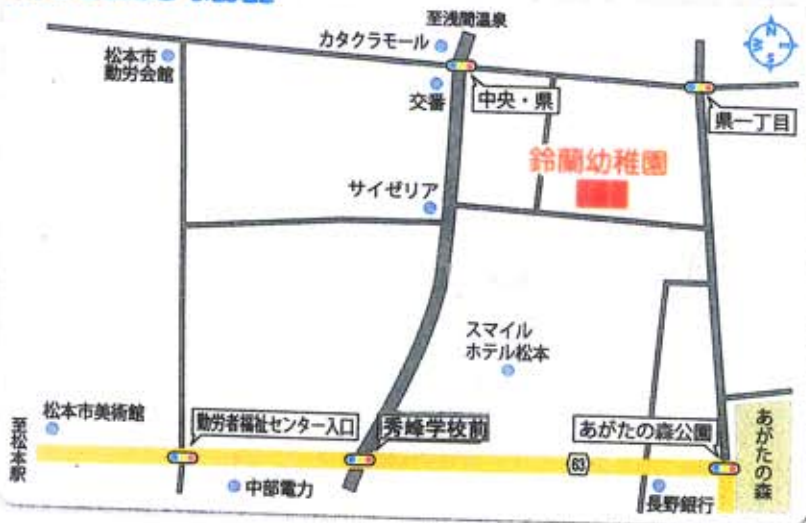 至浅間温泉
カタクラモール
松本市
勤労会館
N
W
E
S
交番
中央・県
県一丁目
鈴蘭幼稚園
サイゼリア
スマイル
ホテル松本
松本市美術館
勤労者福祉センター入口
秀峰学校前
あがたの森公園
あがたの森
至松本駅
63
中部電力
長野銀行